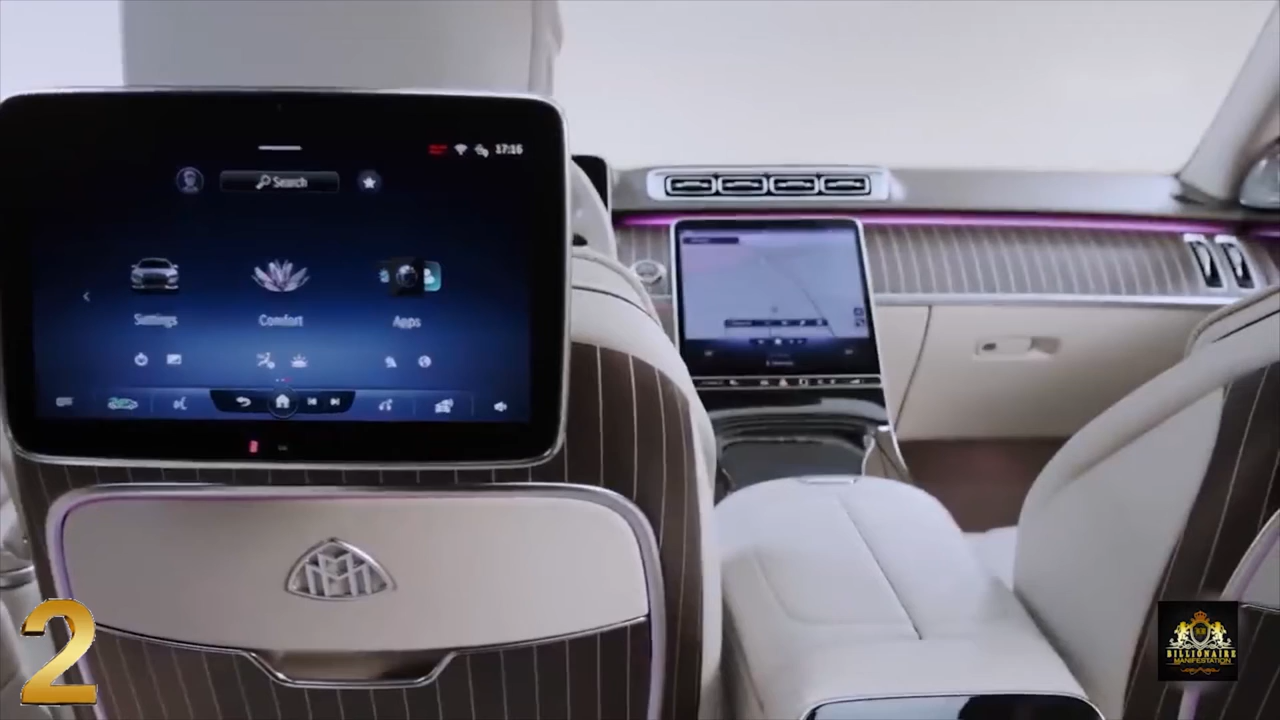 17:16
Search
Settings
Comfort
Apps
2
BILLIONAIRE
MANIFESTATION